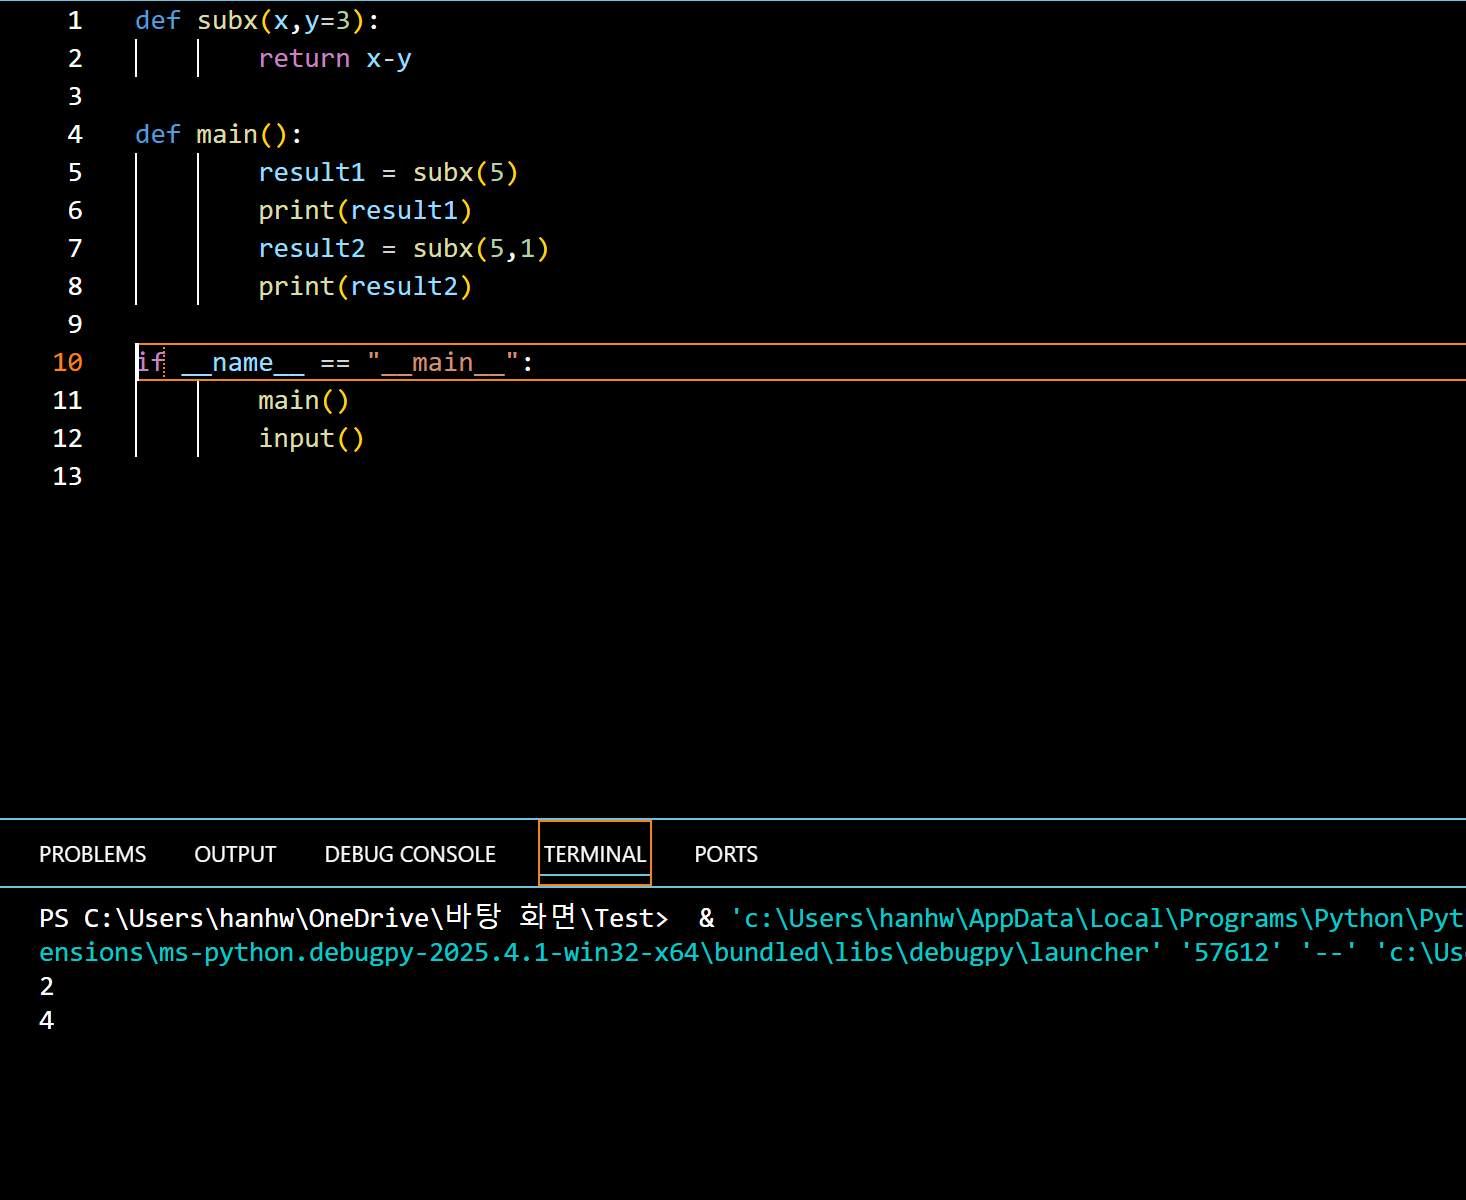 1 def subx(x,y=3):
2 return x-y
3
4 def main():
5 result1 = subx(5)
6 print(result1)
7 result2 = subx(5,1)
8 print(result2)
9
10 if __name__ == "__main__":
11 main()
12 input()
13
PROBLEMS OUTPUT DEBUG CONSOLE TERMINAL PORTS
PS C:\Users\hanhw\OneDrive\바탕 화면\Test>  & 'c:\Users\hanhw\AppData\Local\Programs\Python\Pyt
ensions\ms-python.debugpy-2025.4.1-win32-x64\bundled\libs\debugpy\launcher' '57612' '--' 'c:\Us
2
4